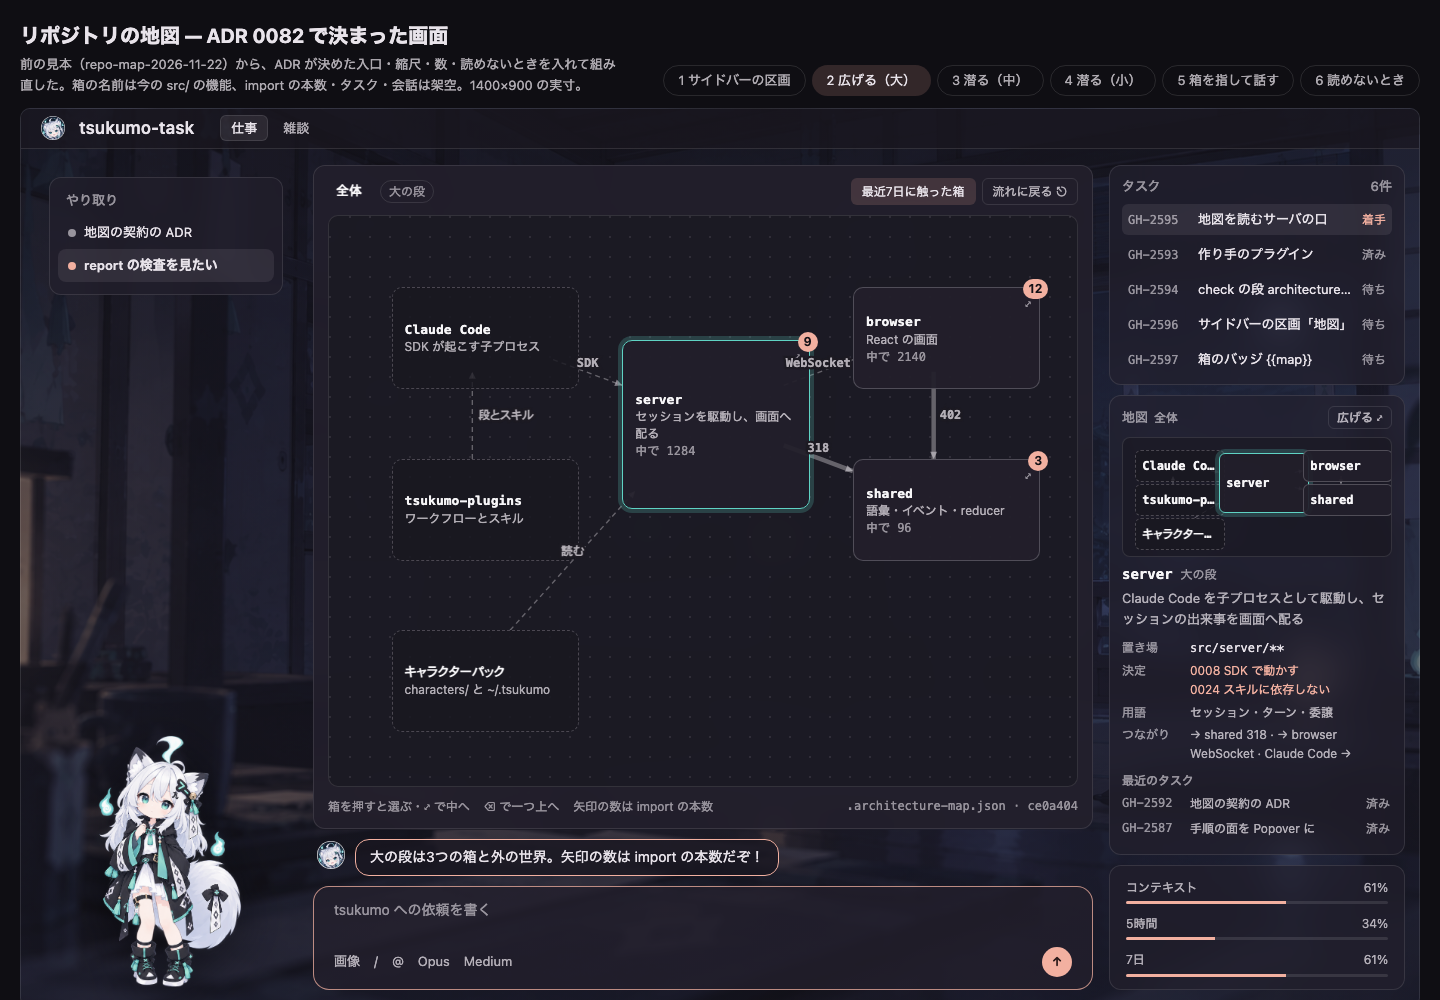 リポジトリの地図 — ADR 0082 で決まった画面
前の見本（repo-map-2026-11-22）から、ADR が決めた入口・縮尺・数・読めないときを入れて組み
直した。箱の名前は今の src/ の機能、import の本数・タスク・会話は架空。1400×900 の実寸。
1 サイドバーの区画
2 広げる（大）
3 潜る（中）
4 潜る（小）
5 箱を指して話す
6 読めないとき
tsukumo-task
仕事
雑談
やり取り
地図の契約の ADR
report の検査を見たい
全体
大の段
最近7日に触った箱
流れに戻る
Claude Code
SDK が起こす子プロセス
SDK
段とスキル
tsukumo-plugins
ワークフローとスキル
読む
キャラクターパック
characters/ と ~/.tsukumo
9
server
セッションを駆動し、画面へ
配る
中で 1284
WebSocket
318
12
browser
React の画面
中で 2140
402
3
shared
語彙・イベント・reducer
中で 96
箱を押すと選ぶ・⤢ で中へ
⌫ で一つ上へ
矢印の数は import の本数
.architecture-map.json · ce0a404
大の段は3つの箱と外の世界。矢印の数は import の本数だぞ！
tsukumo への依頼を書く
画像
/
@
Opus
Medium
タスク
6件
GH-2595 地図を読むサーバの口 着手
GH-2593 作り手のプラグイン 済み
GH-2594 check の段 architecture… 待ち
GH-2596 サイドバーの区画「地図」 待ち
GH-2597 箱のバッジ {{map}} 待ち
地図 全体
広げる ⤢
Claude Co…
tsukumo-p…
キャラクター…
server
browser
shared
server 大の段
Claude Code を子プロセスとして駆動し、セ
ッションの出来事を画面へ配る
置き場 src/server/**
決定 0008 SDK で動かす
0024 スキルに依存しない
用語 セッション・ターン・委譲
つながり → shared 318 · → browser
WebSocket · Claude Code →
最近のタスク
GH-2592 地図の契約の ADR 済み
GH-2587 手順の面を Popover に 済み
コンテキスト 61%
5時間 34%
7日 61%